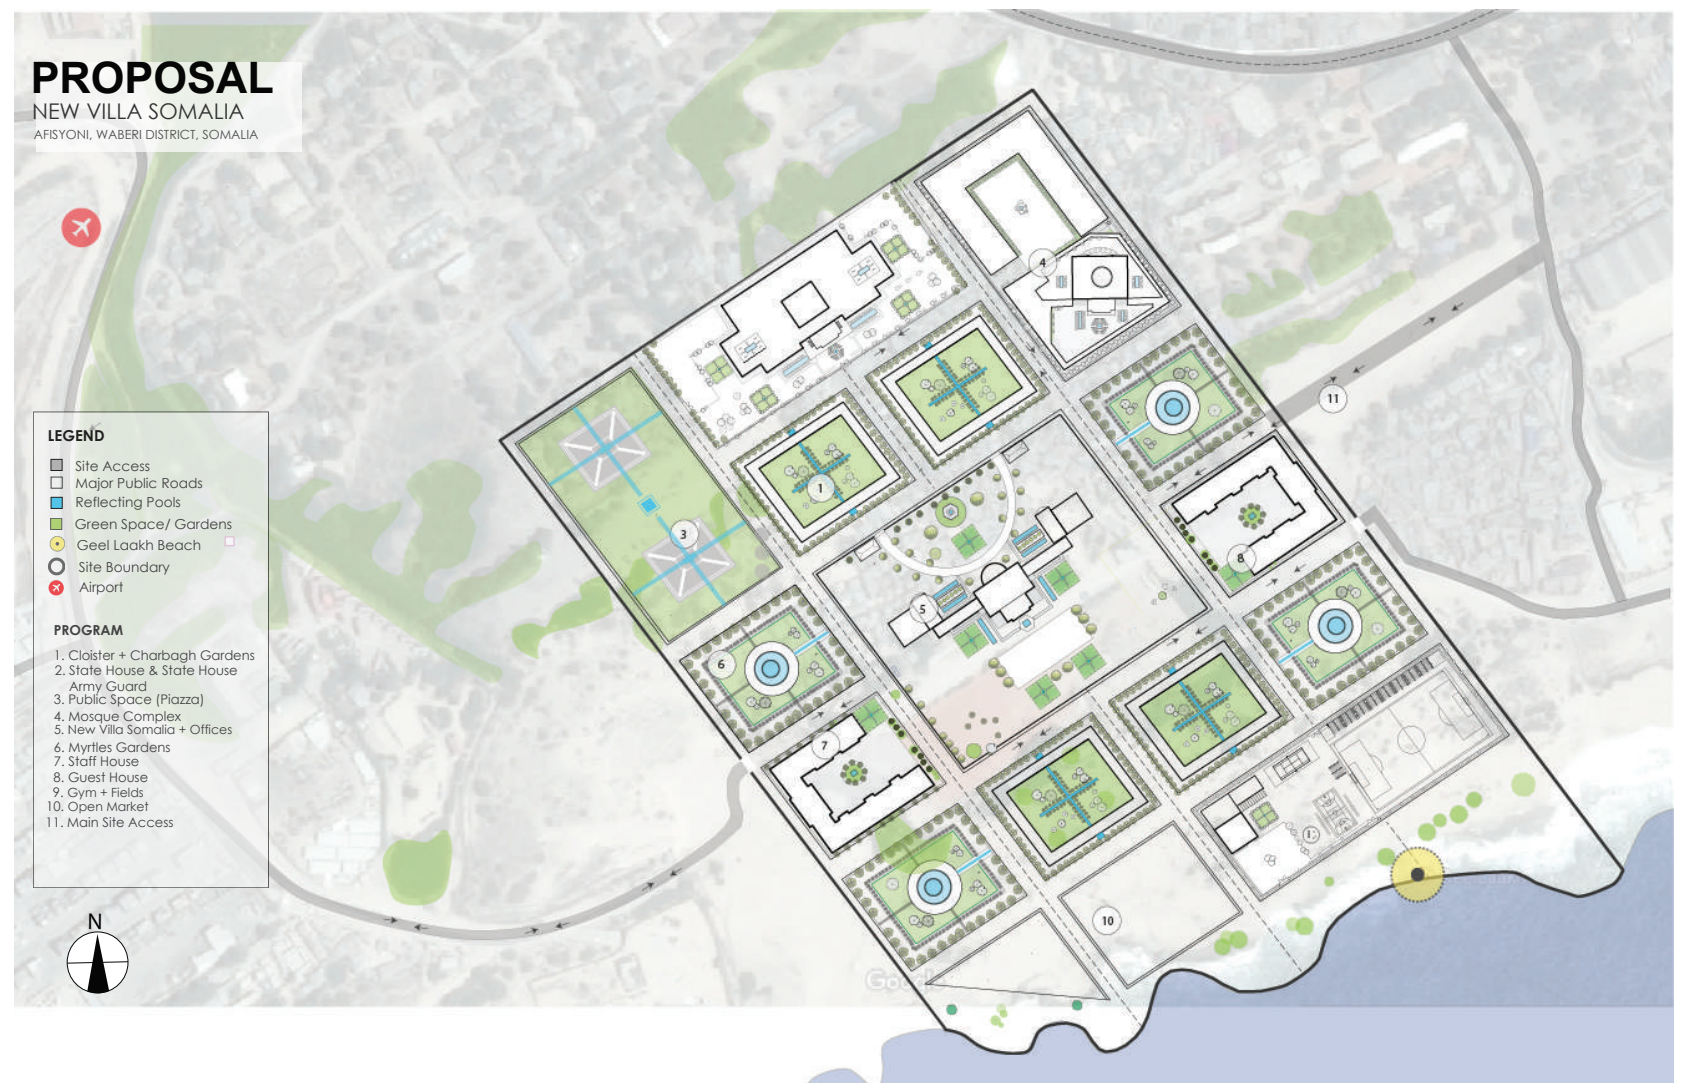 PROPOSAL
NEW VILLA SOMALIA
AFISYONI, WABERI DISTRICT, SOMALIA
LEGEND
Site Access
Major Public Roads
Reflecting Pools
Green Space/ Gardens
Geel Laakh Beach
Site Boundary
Airport
PROGRAM
1. Cloister + Charbagh Gardens
2. State House & State House
Army Guard
3. Public Space (Piazza)
4. Mosque Complex
5. New Villa Somalia + Offices
6. Myrtles Gardens
7. Staff House
8. Guest House
9. Gym + Fields
10. Open Market
11. Main Site Access
N
4
11
1
3
8
5
6
7
10